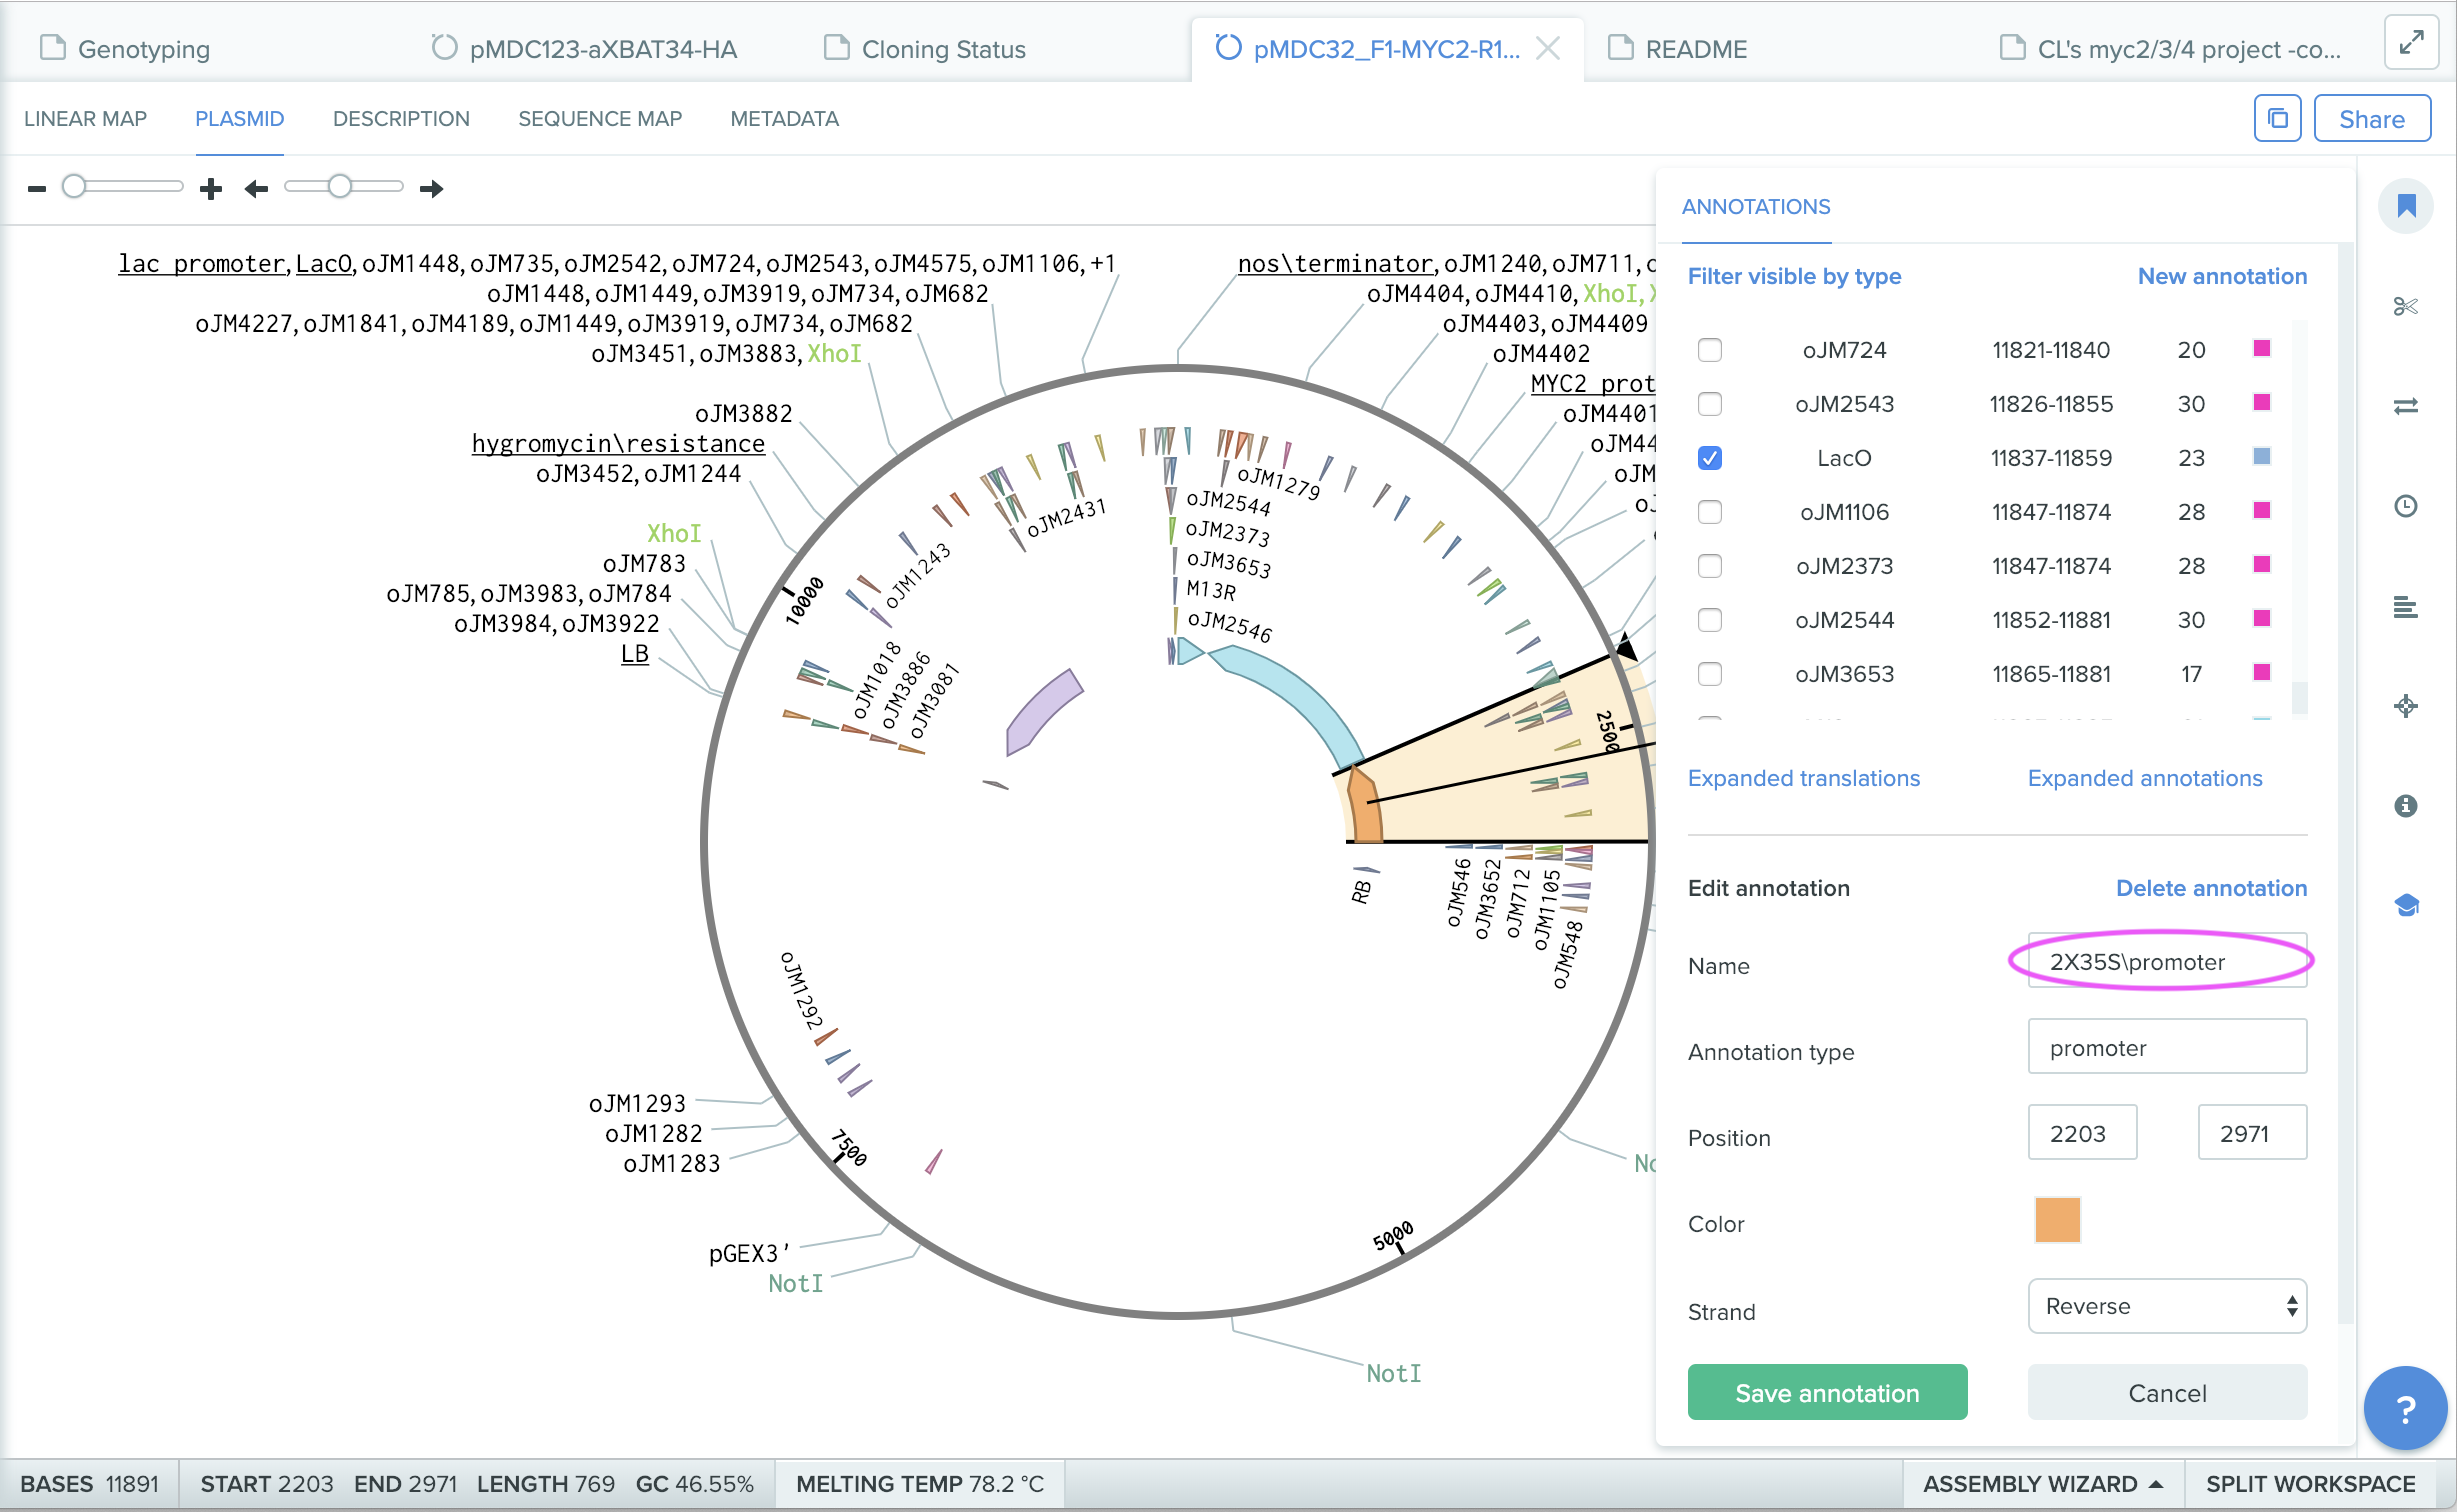 Genotyping
pMDC123-aXBAT34-HA
Cloning Status
pMDC32_F1-MYC2-R1...
README
CL's myc2/3/4 project -co...
LINEAR MAP
PLASMID
DESCRIPTION
SEQUENCE MAP
METADATA
Share
lac promoter, LacO, oJM1448, oJM735, oJM2542, oJM724, oJM2543, oJM4575, oJM1106, +1
oJM1448, oJM1449, oJM3919, oJM734, oJM682
oJM4227, oJM1841, oJM4189, oJM1449, oJM3919, oJM734, oJM682
oJM3451, oJM3883, XhoI
oJM3882
hygromycin\resistance
oJM3452, oJM1244
XhoI
oJM783
oJM785, oJM3983, oJM784
oJM3984, oJM3922
LB
nos\terminator, oJM1240, oJM711,
oJM4404, oJM4410, XhoI,
oJM4403, oJM4409
oJM4402
MYC2 prot
oJM4401
oJM44
oJM
10000
2500
5000
7500
oJM1279
oJM2544
oJM2373
oJM3653
M13R
oJM2546
oJM2431
oJM1243
oJM1018
oJM3886
oJM3081
RB
oJM546
oJM3652
oJM712
oJM1105
oJM548
oJM1292
oJM1293
oJM1282
oJM1283
pGEX3'
NotI
NotI
ANNOTATIONS
Filter visible by type
New annotation
oJM724 11821-11840 20
oJM2543 11826-11855 30
LacO 11837-11859 23
oJM1106 11847-11874 28
oJM2373 11847-11874 28
oJM2544 11852-11881 30
oJM3653 11865-11881 17
Expanded translations
Expanded annotations
Edit annotation
Delete annotation
Name
2X35S\promoter
Annotation type
promoter
Position
2203
2971
Color
Strand
Reverse
Save annotation
Cancel
?
BASES 11891
START 2203 END 2971 LENGTH 769 GC 46.55%
MELTING TEMP 78.2 °C
ASSEMBLY WIZARD
SPLIT WORKSPACE